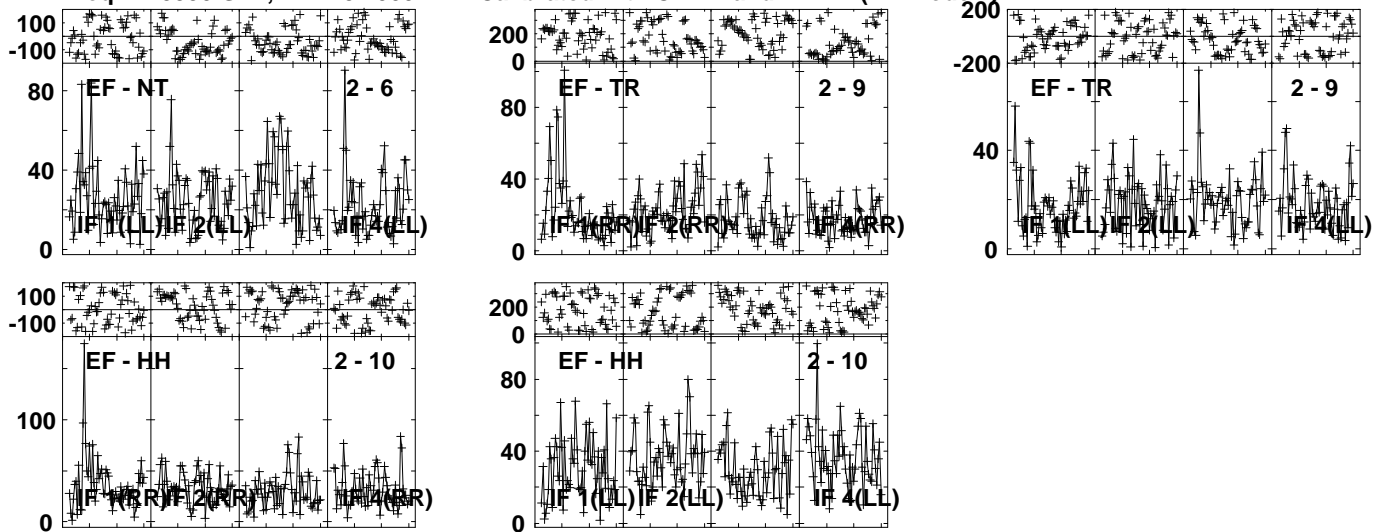 100
-100
80
40
0
EF - NT
2 - 6
IF 1(LL)
IF 2(LL)
IF 4(LL)
200
0
80
40
0
EF - TR
2 - 9
IF 1(RR)
IF 2(RR)
IF 4(RR)
200
-200
40
0
EF - TR
2 - 9
IF 1(LL)
IF 2(LL)
IF 4(LL)
100
-100
100
0
EF - HH
2 - 10
IF 1(RR)
IF 2(RR)
IF 4(RR)
200
0
80
40
0
EF - HH
2 - 10
IF 1(LL)
IF 2(LL)
IF 4(LL)